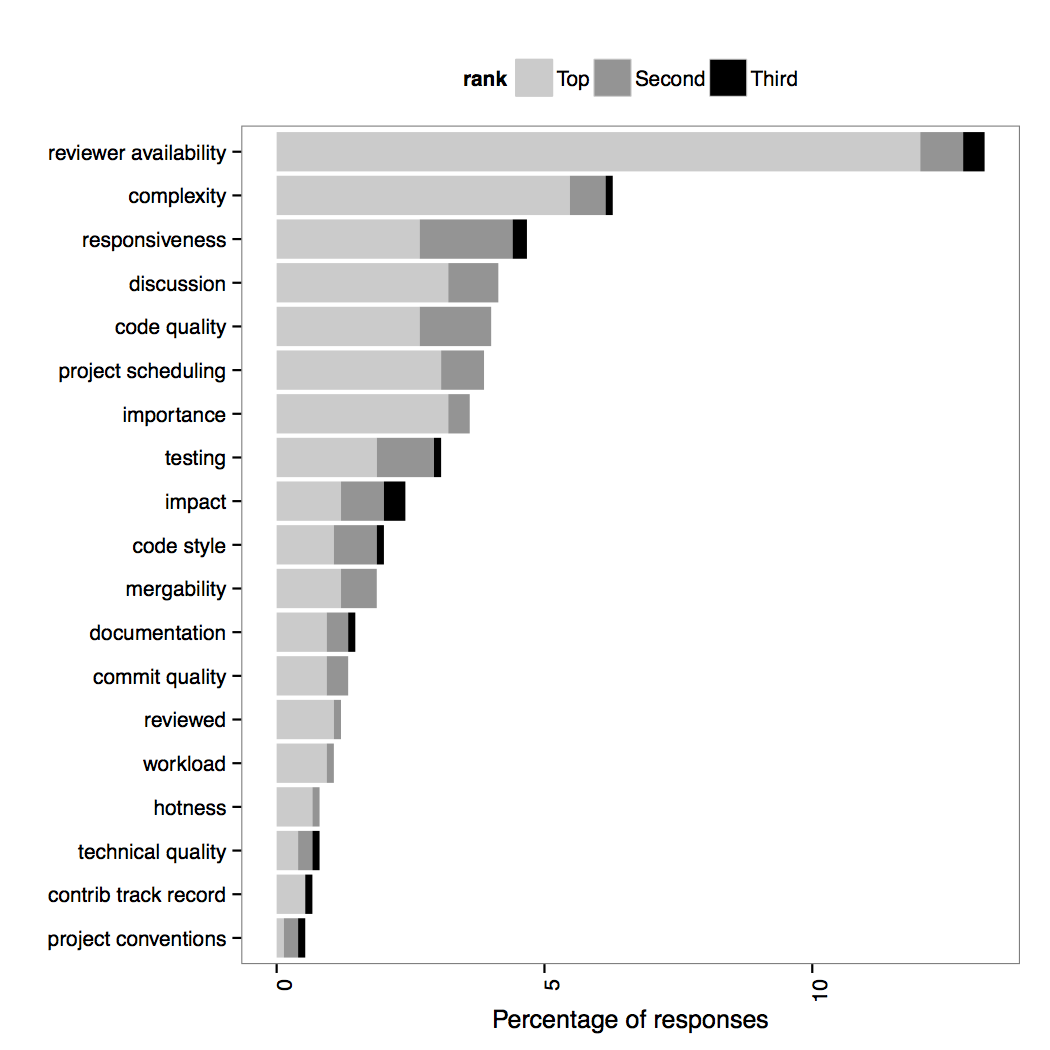 rank Top Second Third
reviewer availability
complexity
responsiveness
discussion
code quality
project scheduling
importance
testing
impact
code style
mergability
documentation
commit quality
reviewed
workload
hotness
technical quality
contrib track record
project conventions
0 5 10
Percentage of responses